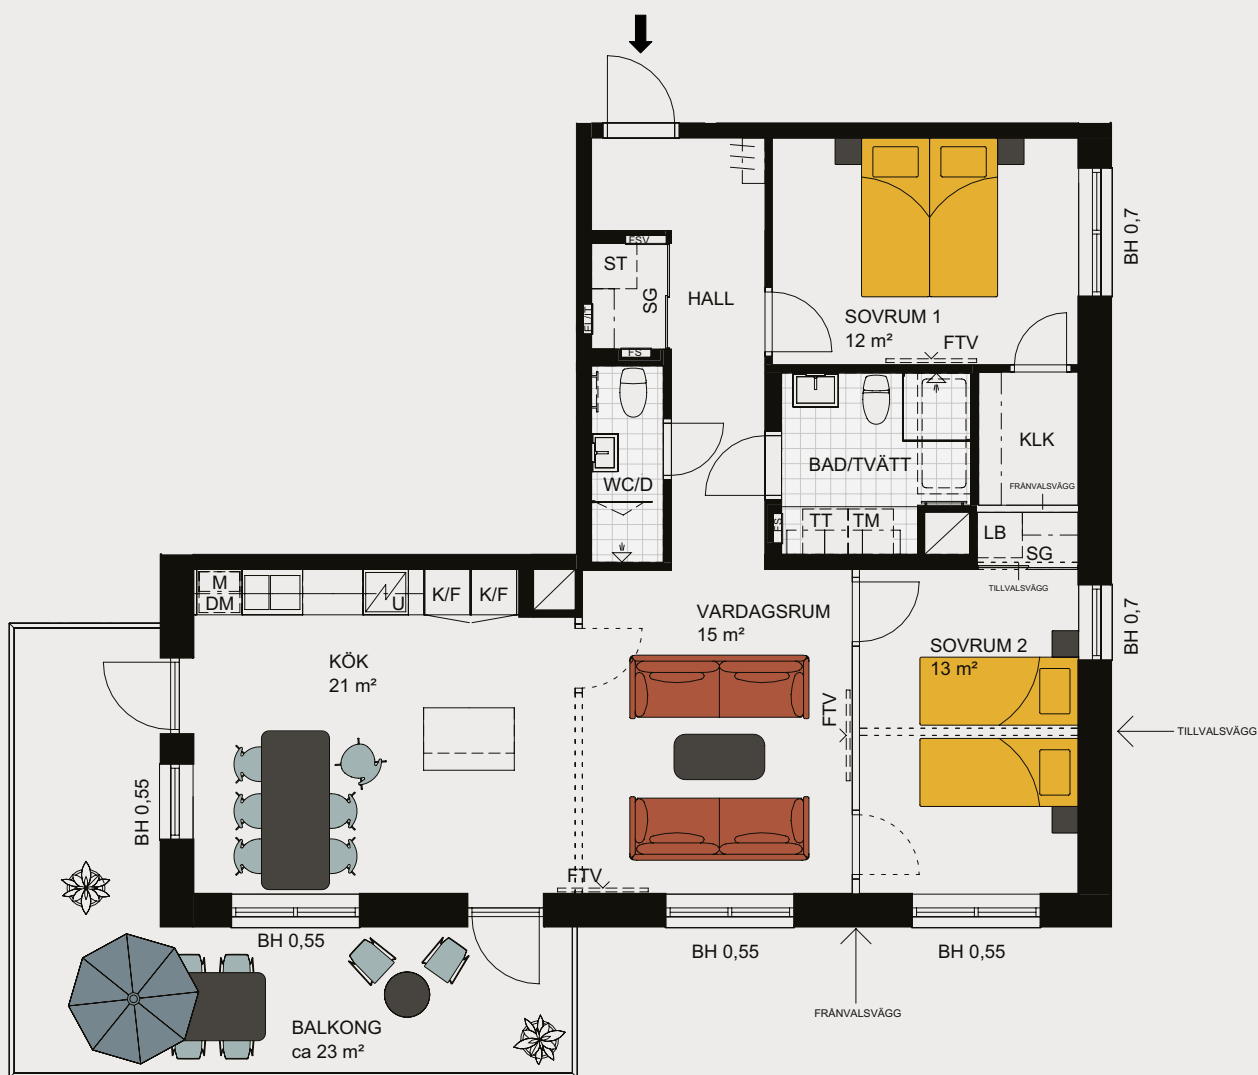 BH 0,7
FSV
ST
SG
HALL
SOVRUM 1
12 m²
FTV
FS
KLK
BAD/TVÄTT
WC/D
FRÅNVALSVÄGG
FS
TT
TM
LB
SG
TILLVALSVÄGG
M
DM
U
K/F
K/F
VARDAGSRUM
15 m²
BH 0,7
SOVRUM 2
13 m²
KÖK
21 m²
FTV
TILLVALSVÄGG
BH 0,55
FTV
BH 0,55
BH 0,55
BH 0,55
FRÅNVALSVÄGG
BALKONG
ca 23 m²